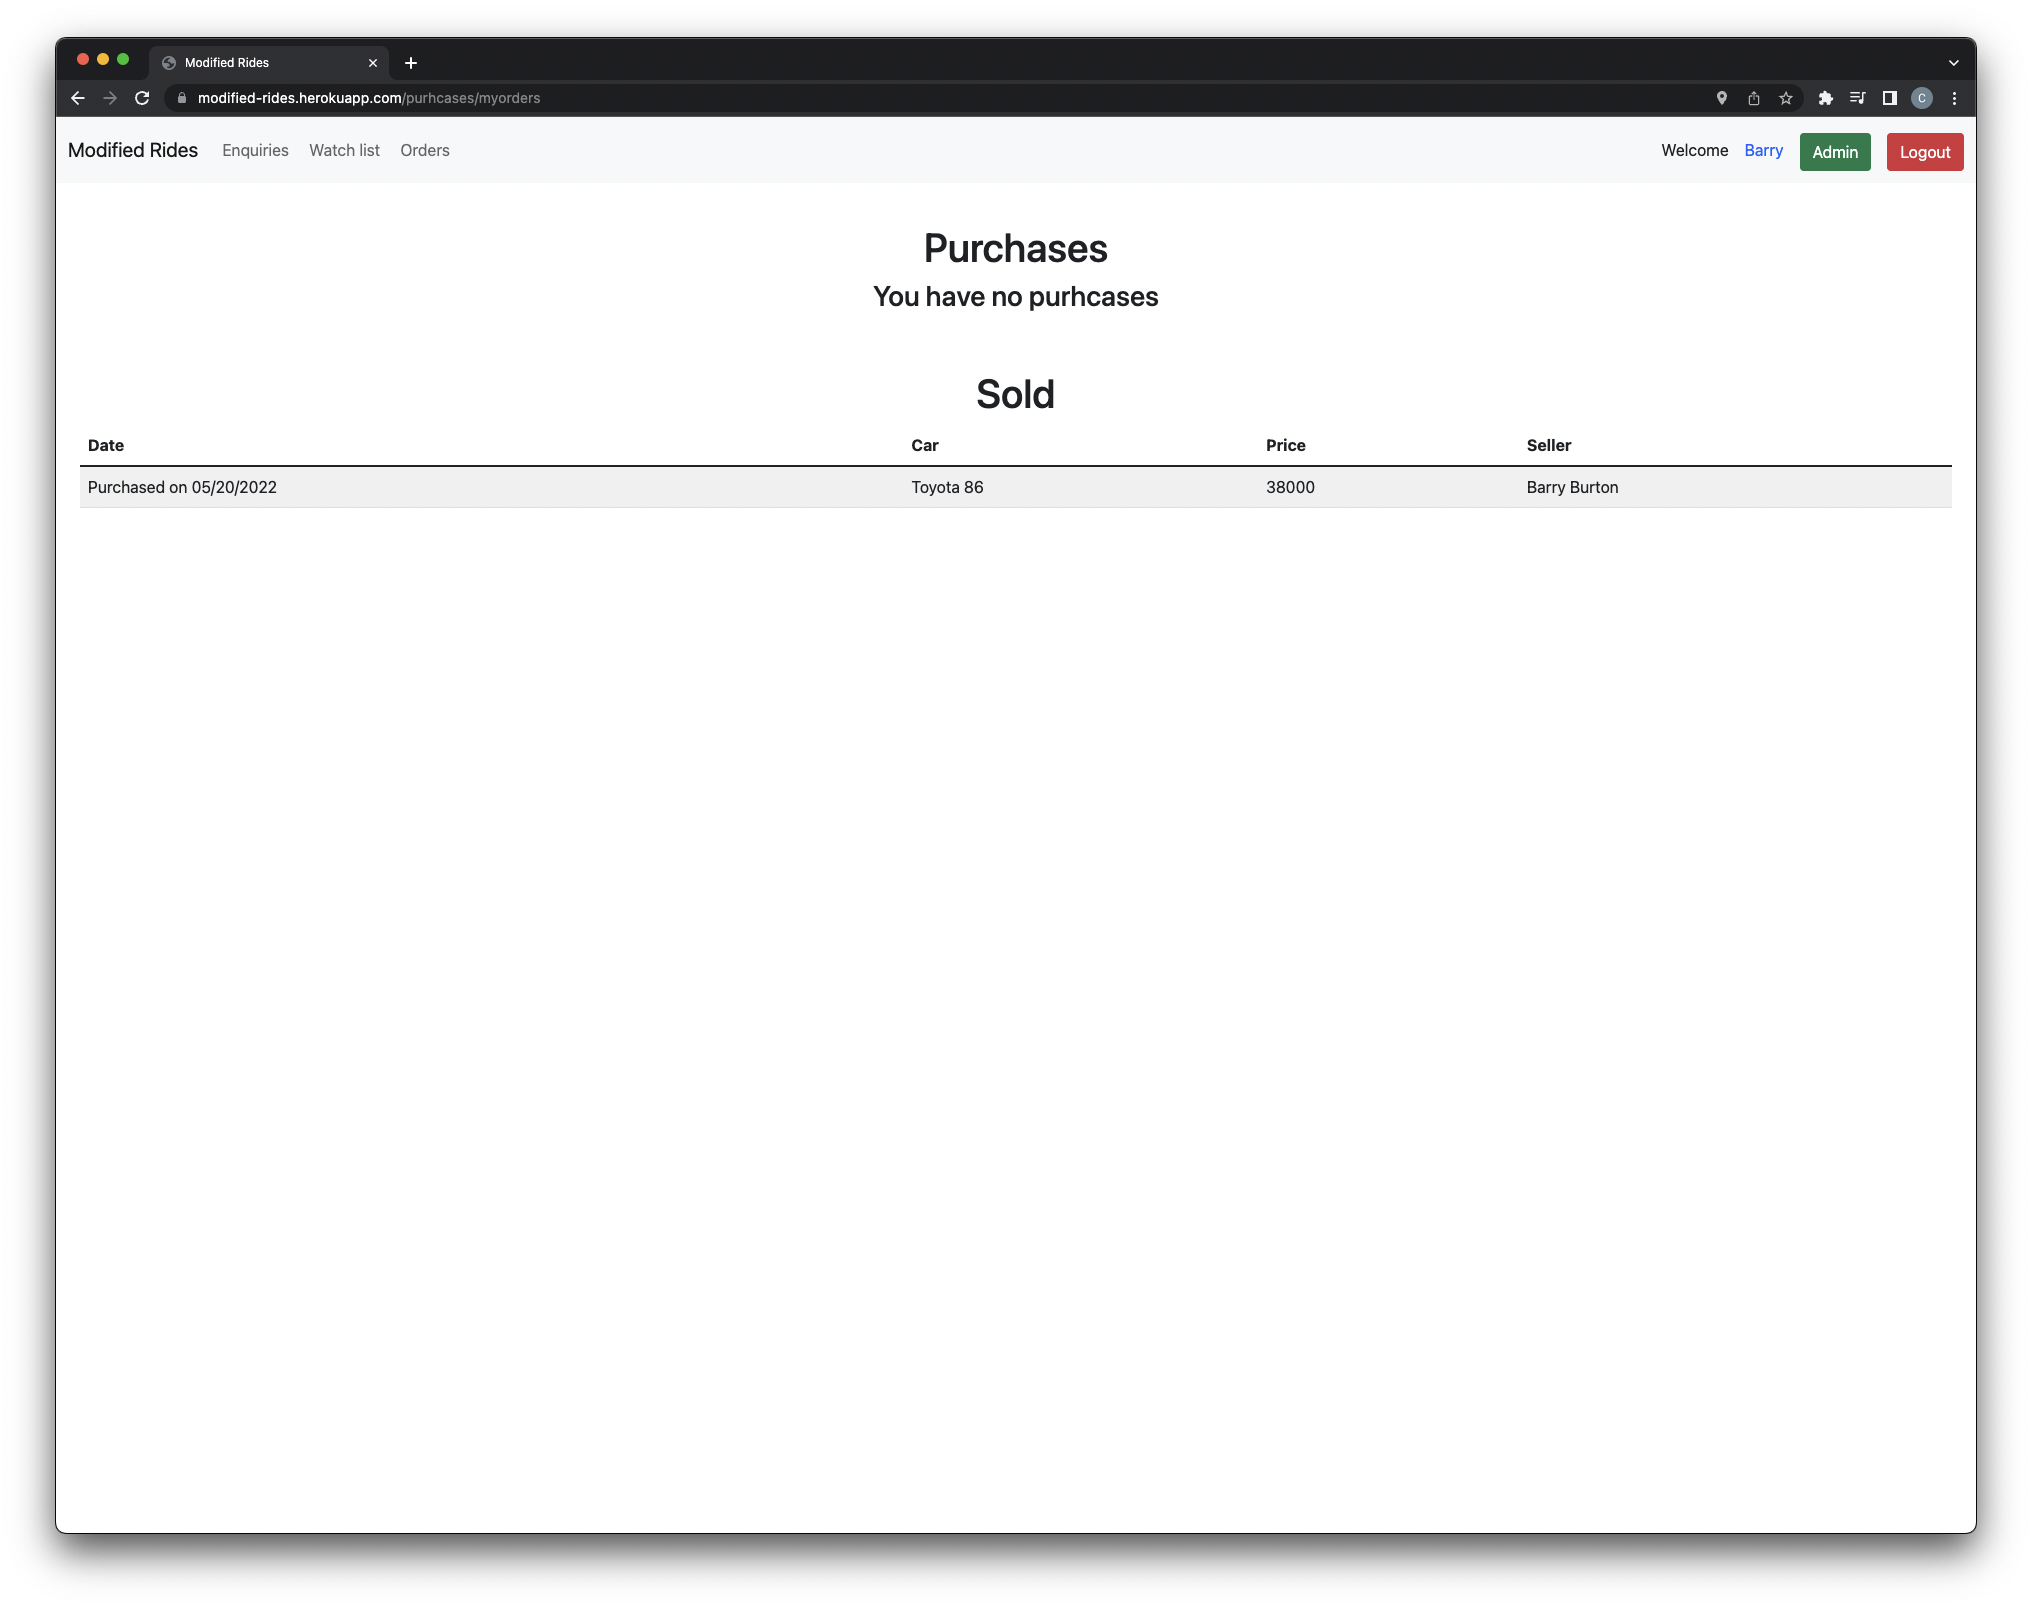 Modified Rides
modified-rides.herokuapp.com/purhcases/myorders
C
Modified Rides Enquiries Watch list Orders Welcome Barry Admin Logout
Purchases
You have no purhcases
Sold
Date Car Price Seller
Purchased on 05/20/2022 Toyota 86 38000 Barry Burton